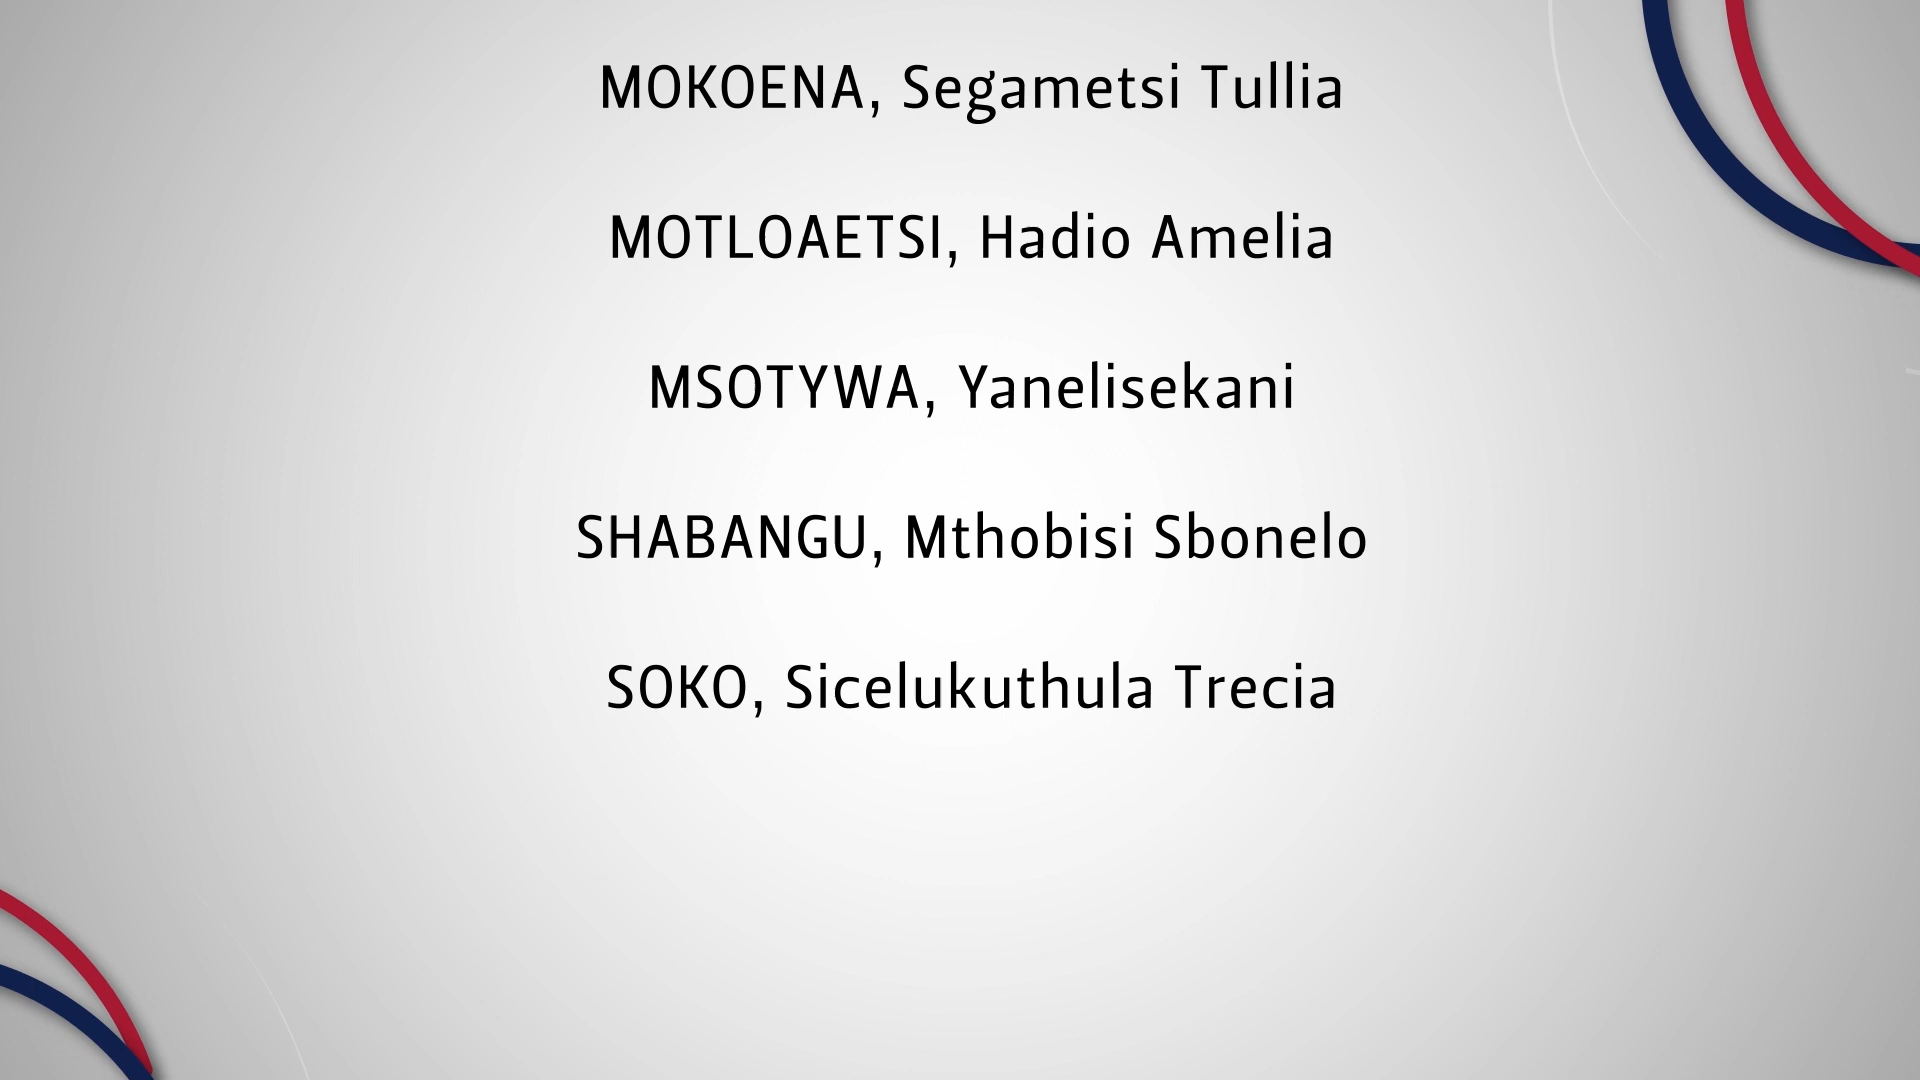 MOKOENA, Segametsi Tullia
MOTLOAETSI, Hadio Amelia
MSOTYWA, Yanelisekani
SHABANGU, Mthobisi Sbonelo
SOKO, Sicelukuthula Trecia